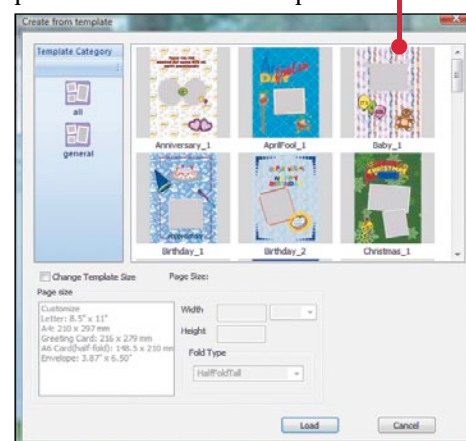 Create from template
Template Category
all
general
Anniversary_1
AprilFool_1
Baby_1
Birthday_1
Birthday_2
Christmas_1
Change Template Size
Page Size:
Page size
Customize
Letter: 8.5" x 11"
A4: 210 x 297 mm
Greeting Card: 216 x 279 mm
A6 Card(half-fold): 148.5 x 210 mm
Envelope: 3.87" x 6.50"
Width
Height
Fold Type
HalfFoldTall
Load
Cancel